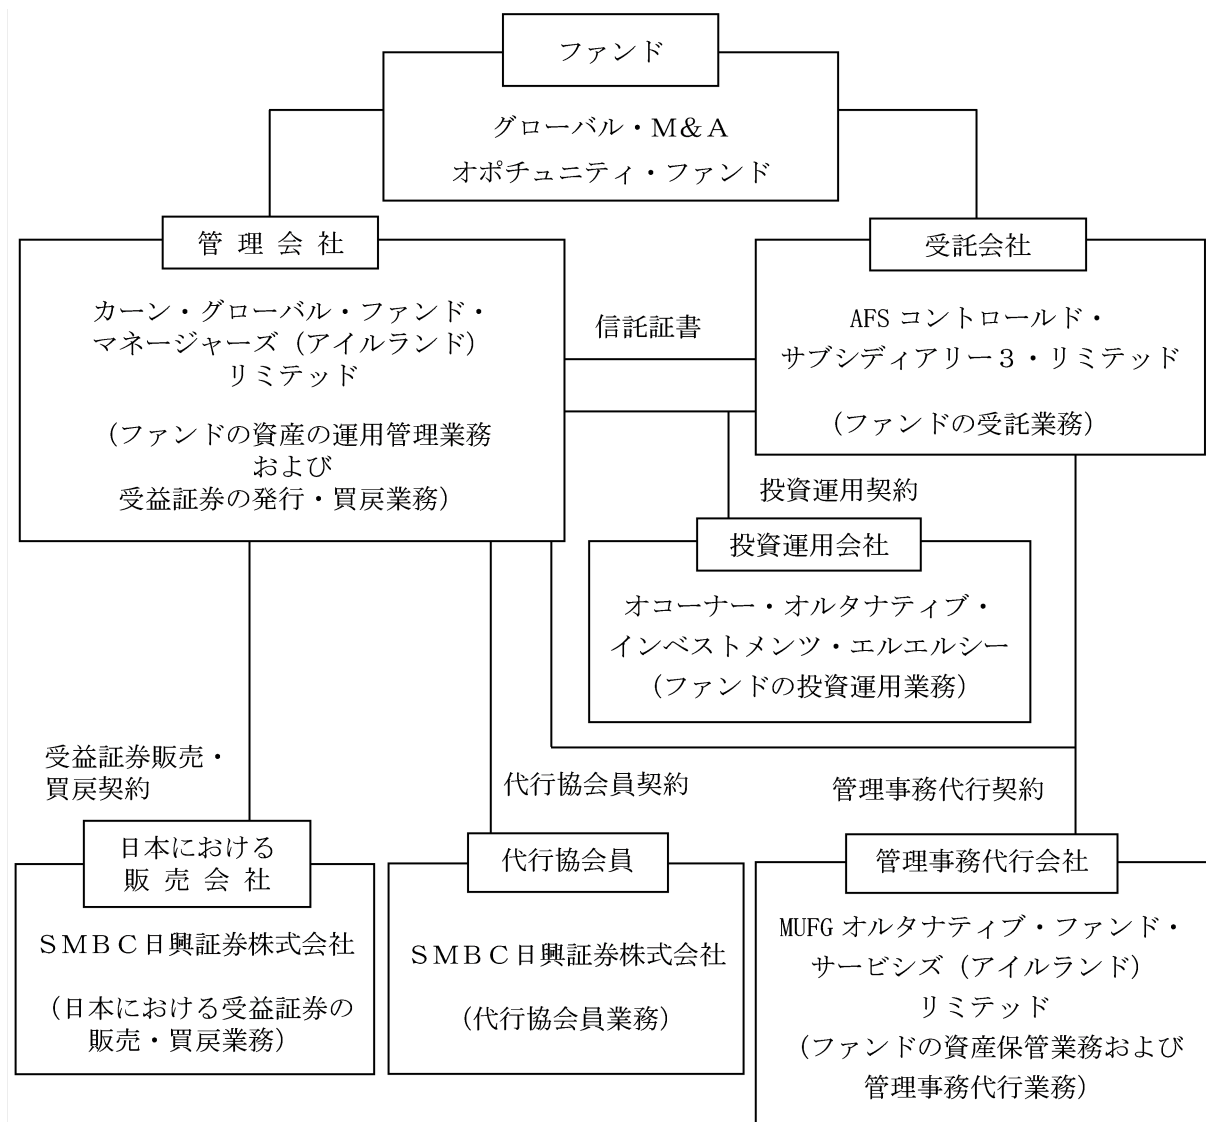 ファンド
グローバル・M&A
オポチュニティ・ファンド
管 理 会 社
カーン・グローバル・ファンド・
マネージャーズ（アイルランド）
リミテッド
（ファンドの資産の運用管理業務
および
受益証券の発行・買戻業務）
信託証書
受託会社
AFS コントロールド・
サブシディアリー３・リミテッド
（ファンドの受託業務）
投資運用契約
投資運用会社
オコーナー・オルタナティブ・
インベストメンツ・エルエルシー
（ファンドの投資運用業務）
受益証券販売・
買戻契約
代行協会員契約
管理事務代行契約
日本における
販 売 会 社
ＳＭＢＣ日興証券株式会社
（日本における受益証券の
販売・買戻業務）
代行協会員
ＳＭＢＣ日興証券株式会社
（代行協会員業務）
管理事務代行会社
MUFG オルタナティブ・ファンド・
サービシズ（アイルランド）
リミテッド
（ファンドの資産保管業務および
管理事務代行業務）